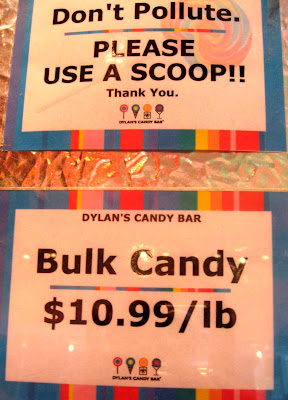 Don't Pollute.
PLEASE
USE A SCOOP!!
Thank You.
DYLAN'S CANDY BAR
DYLAN'S CANDY BAR
Bulk Candy
$10.99/lb
DYLAN'S CANDY BAR